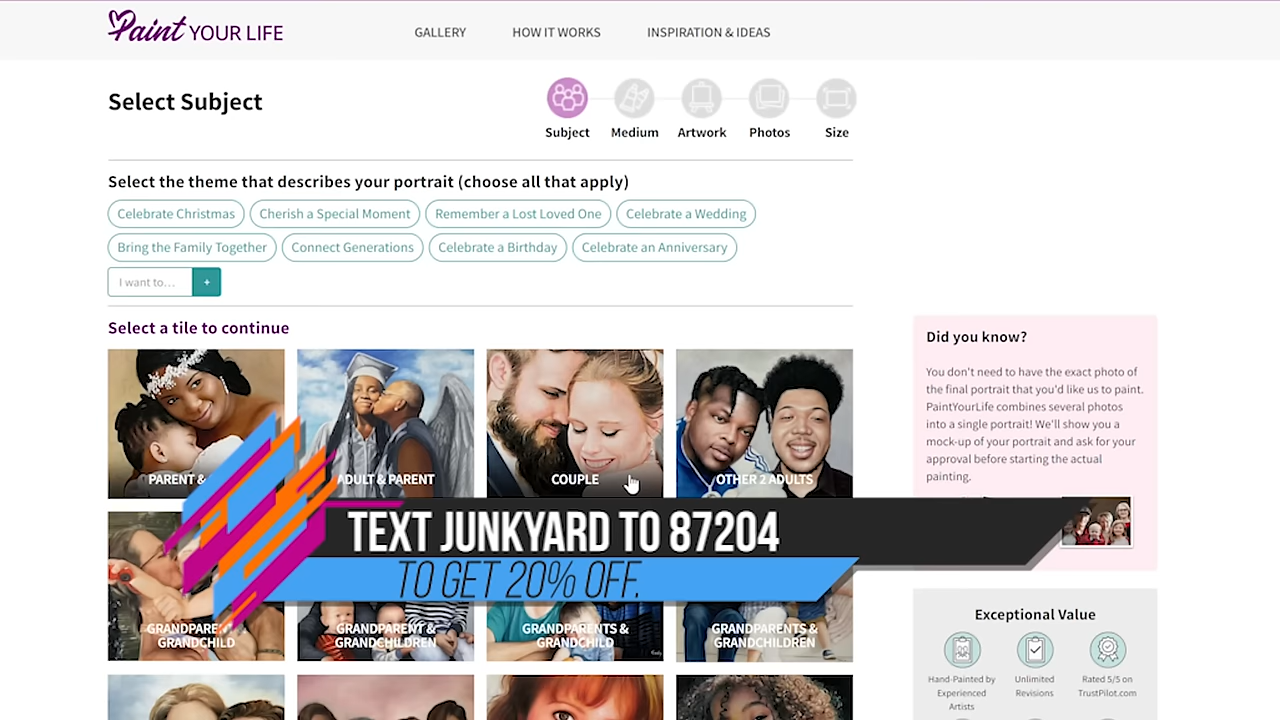 Paint YOUR LIFE
GALLERY
HOW IT WORKS
INSPIRATION & IDEAS
Select Subject
Subject
Medium
Artwork
Photos
Size
Select the theme that describes your portrait (choose all that apply)
Celebrate Christmas
Cherish a Special Moment
Remember a Lost Loved One
Celebrate a Wedding
Bring the Family Together
Connect Generations
Celebrate a Birthday
Celebrate an Anniversary
I want to... +
Select a tile to continue
PARENT &
ADULT & PARENT
COUPLE
OTHER 2 ADULTS
TEXT JUNKYARD TO 87204
TO GET 20% OFF.
GRANDPARENT &
GRANDCHILD
GRANDPARENT &
GRANDCHILDREN
GRANDPARENTS &
GRANDCHILD
GRANDPARENTS &
GRANDCHILDREN
Did you know?
You don't need to have the exact photo of
the final portrait that you'd like us to paint.
PaintYourLife combines several photos
into a single portrait! We'll show you a
mock-up of your portrait and ask for your
approval before starting the actual
painting.
Exceptional Value
Hand-Painted by
Experienced
Artists
Unlimited
Revisions
Rated 5/5 on
TrustPilot.com